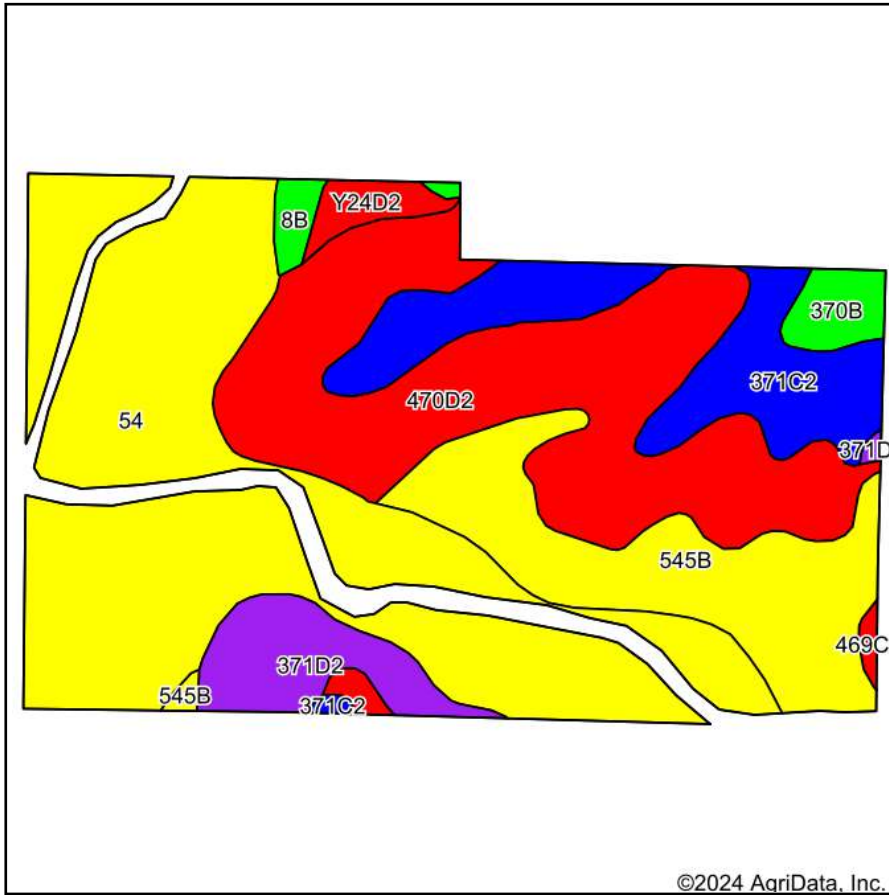 Y24D2
8B
370B
371C2
470D2
54
371D
545B
469C
371D2
545B
371C2
©2024 AgriData, Inc.